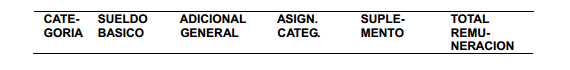 CATE- SUELDO ADICIONAL ASIGN. SUPLE- TOTAL
GORIA BASICO GENERAL CATEG. MENTO REMU-
NERACION